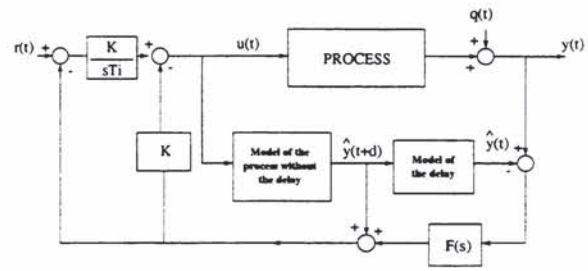 q(t)
r(t) + - K sTi + - u(t) PROCESS + + y(t)
K
Model of the process without the delay
^y(t+d)
Model of the delay
^y(t)
+ -
+ +
F(s)